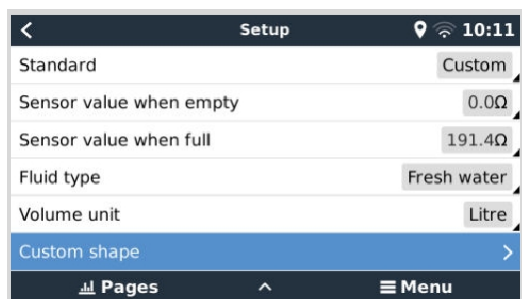 Setup 10:11
Standard Custom
Sensor value when empty 0.0Ω
Sensor value when full 191.4Ω
Fluid type Fresh water
Volume unit Litre
Custom shape
Pages Menu